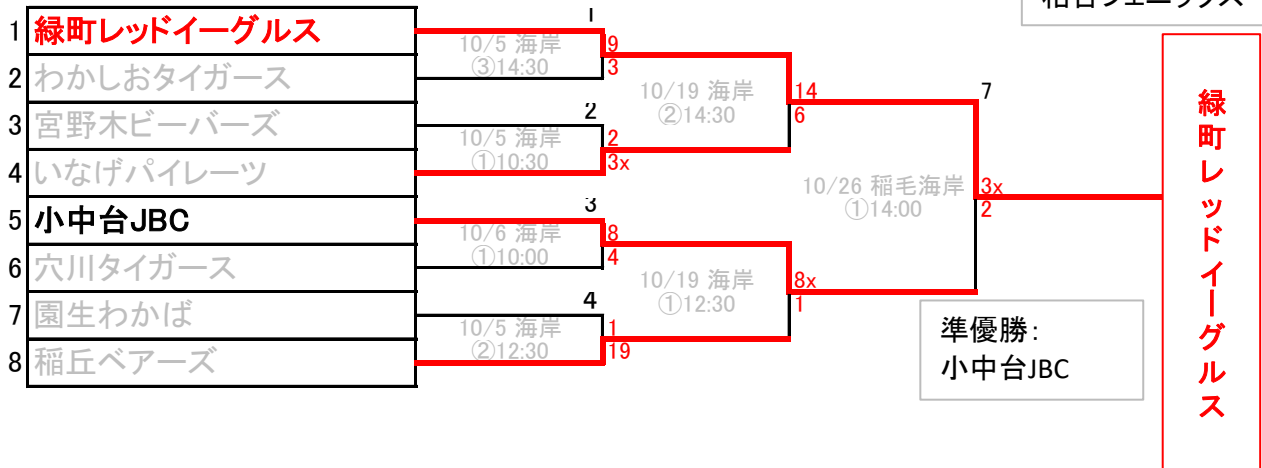 1 緑町レッドイーグルス
2 わかしおタイガース
3 宮野木ビーバーズ
4 いなげパイレーツ
5 小中台JBC
6 穴川タイガース
7 園生わかば
8 稲丘ベアーズ
1
10/5 海岸
③14:30
9
3
2
10/5 海岸
①10:30
2
3x
3
10/6 海岸
①10:00
8
4
4
10/5 海岸
②12:30
1
19
10/19 海岸
②14:30
14
6
10/19 海岸
①12:30
8x
1
7
10/26 稲毛海岸
①14:00
3x
2
準優勝：
小中台JBC
緑町レッドイーグルス